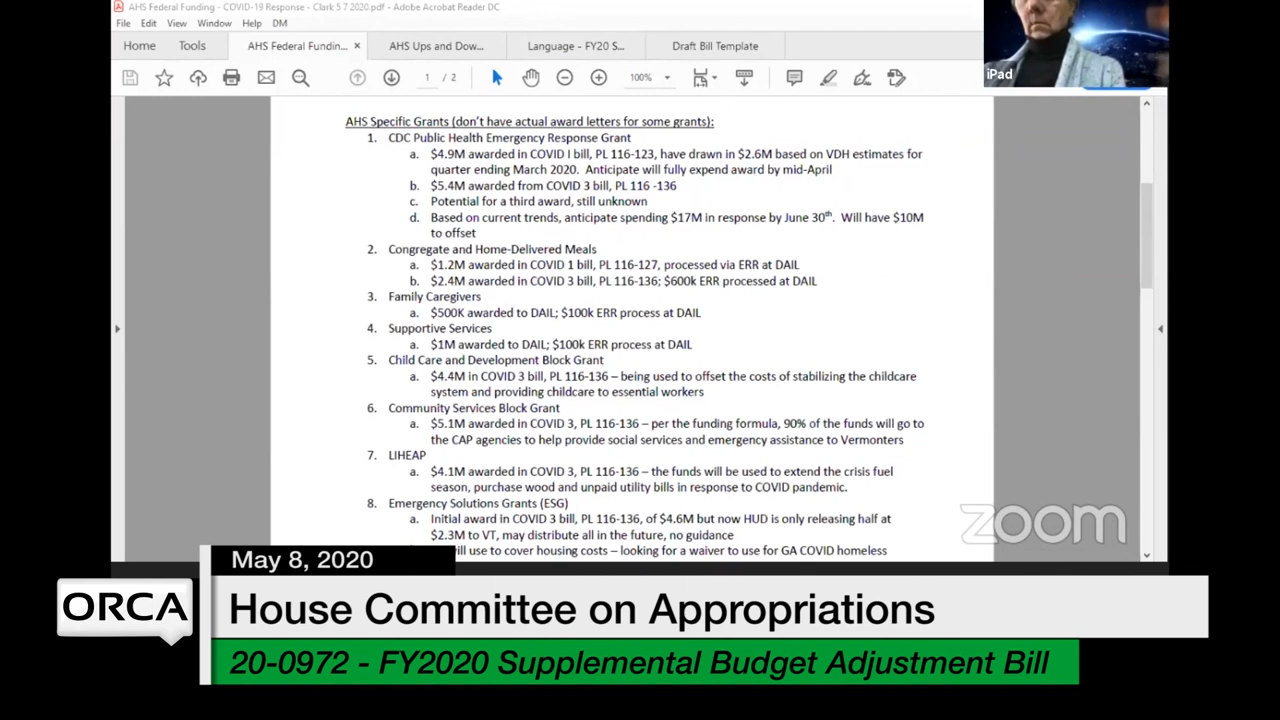 AHS Federal Funding - COVID-19 Response - Clark 5 7 2020.pdf - Adobe Acrobat Reader DC
File Edit View Window Help DM
Home Tools AHS Federal Fundin... × AHS Ups and Dow... Language - FY20 S... Draft Bill Template
1 / 2 100%
iPad
AHS Specific Grants (don't have actual award letters for some grants):
1. CDC Public Health Emergency Response Grant
a. $4.9M awarded in COVID I bill, PL 116-123, have drawn in $2.6M based on VDH estimates for
quarter ending March 2020. Anticipate will fully expend award by mid-April
b. $5.4M awarded from COVID 3 bill, PL 116 -136
c. Potential for a third award, still unknown
d. Based on current trends, anticipate spending $17M in response by June 30th. Will have $10M
to offset
2. Congregate and Home-Delivered Meals
a. $1.2M awarded in COVID 1 bill, PL 116-127, processed via ERR at DAIL
b. $2.4M awarded in COVID 3 bill, PL 116-136; $600k ERR processed at DAIL
3. Family Caregivers
a. $500K awarded to DAIL; $100k ERR process at DAIL
4. Supportive Services
a. $1M awarded to DAIL; $100k ERR process at DAIL
5. Child Care and Development Block Grant
a. $4.4M in COVID 3 bill, PL 116-136 – being used to offset the costs of stabilizing the childcare
system and providing childcare to essential workers
6. Community Services Block Grant
a. $5.1M awarded in COVID 3, PL 116-136 – per the funding formula, 90% of the funds will go to
the CAP agencies to help provide social services and emergency assistance to Vermonters
7. LIHEAP
a. $4.1M awarded in COVID 3, PL 116-136 – the funds will be used to extend the crisis fuel
season, purchase wood and unpaid utility bills in response to COVID pandemic.
8. Emergency Solutions Grants (ESG)
a. Initial award in COVID 3 bill, PL 116-136, of $4.6M but now HUD is only releasing half at
$2.3M to VT, may distribute all in the future, no guidance
will use to cover housing costs – looking for a waiver to use for GA COVID homeless
zoom
May 8, 2020
ORCA
House Committee on Appropriations
20-0972 - FY2020 Supplemental Budget Adjustment Bill